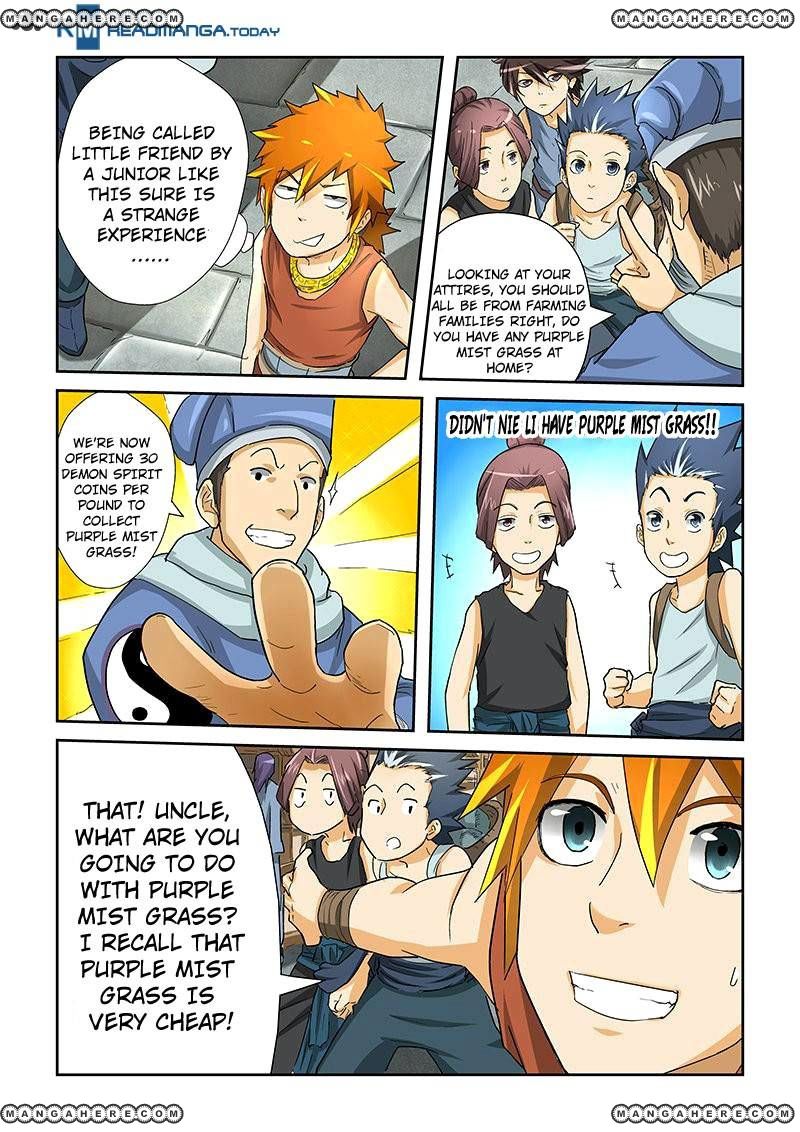 MANGAHERE.COM
MANGAHERE.COM
RM READMANGA.TODAY
BEING CALLED
LITTLE FRIEND BY
A JUNIOR LIKE
THIS SURE IS
A STRANGE
EXPERIENCE
......
LOOKING AT YOUR
ATTIRES, YOU SHOULD
ALL BE FROM FARMING
FAMILIES RIGHT, DO
YOU HAVE ANY PURPLE
MIST GRASS AT
HOME?
WE'RE NOW
OFFERING 30
DEMON SPIRIT
COINS PER
POUND TO
COLLECT
PURPLE MIST
GRASS!
DIDN'T NIE LI HAVE PURPLE MIST GRASS!!
THAT! UNCLE,
WHAT ARE YOU
GOING TO DO
WITH PURPLE
MIST GRASS?
I RECALL THAT
PURPLE MIST
GRASS IS
VERY CHEAP!
MANGAHERE.COM
MANGAHERE.COM